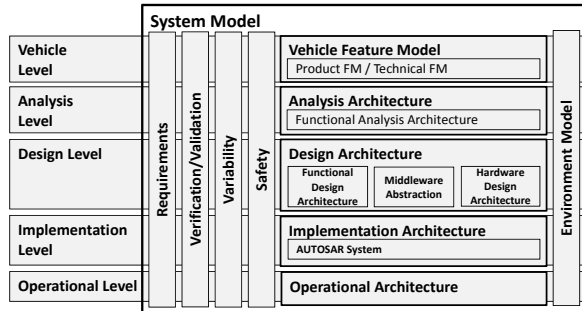 System Model
Vehicle
Level
Vehicle Feature Model
Product FM / Technical FM
Analysis
Level
Analysis Architecture
Functional Analysis Architecture
Design Level
Design Architecture
Functional
Design
Architecture
Middleware
Abstraction
Hardware
Design
Architecture
Implementation
Level
Implementation Architecture
AUTOSAR System
Operational Level
Operational Architecture
Requirements
Verification/Validation
Variability
Safety
Environment Model